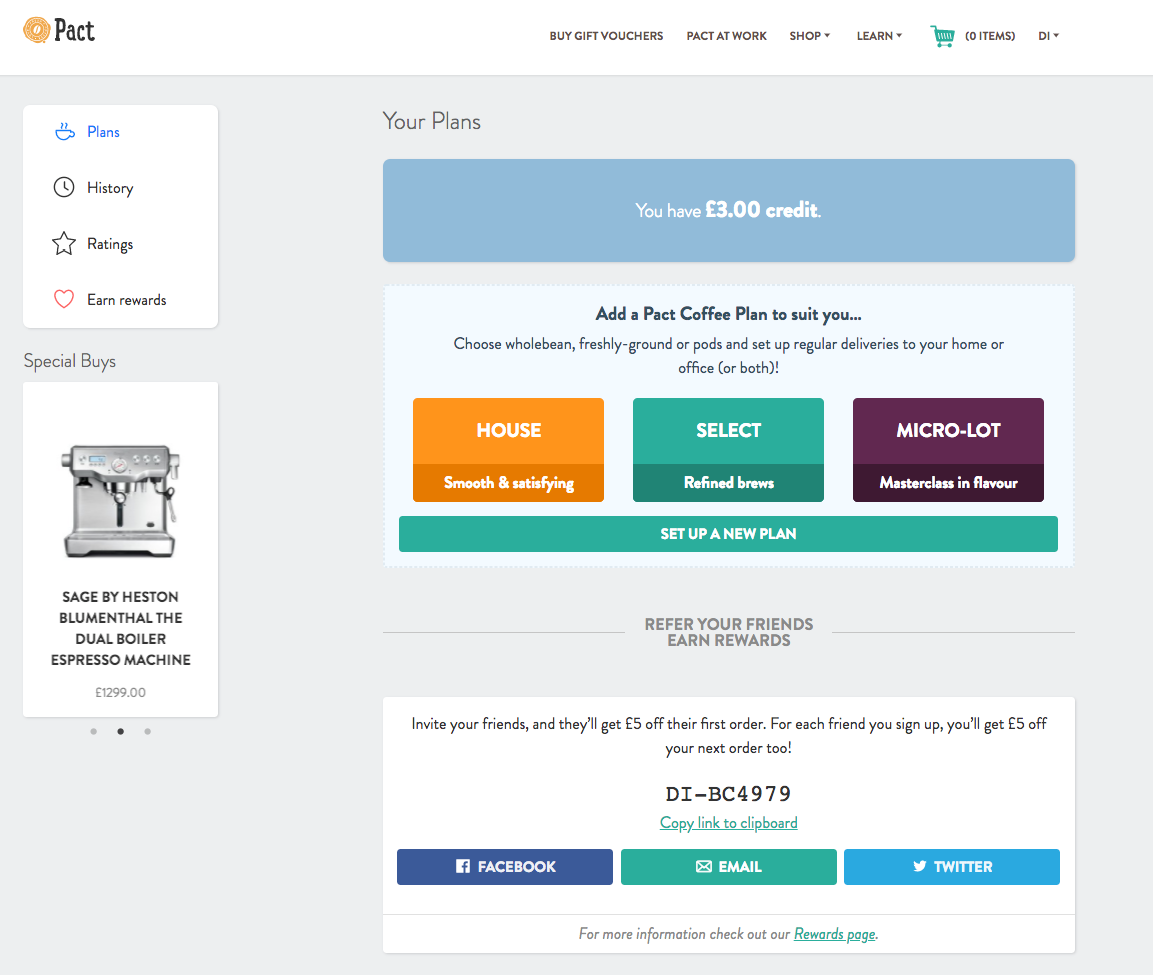 Pact
BUY GIFT VOUCHERS PACT AT WORK SHOP LEARN (0 ITEMS) DI
Plans
History
Ratings
Earn rewards
Special Buys
SAGE BY HESTON
BLUMENTHAL THE
DUAL BOILER
ESPRESSO MACHINE
£1299.00
Your Plans
You have £3.00 credit.
Add a Pact Coffee Plan to suit you...
Choose wholebean, freshly-ground or pods and set up regular deliveries to your home or
office (or both)!
HOUSE
Smooth & satisfying
SELECT
Refined brews
MICRO-LOT
Masterclass in flavour
SET UP A NEW PLAN
REFER YOUR FRIENDS
EARN REWARDS
Invite your friends, and they'll get £5 off their first order. For each friend you sign up, you'll get £5 off
your next order too!
DI-BC4979
Copy link to clipboard
FACEBOOK EMAIL TWITTER
For more information check out our Rewards page.